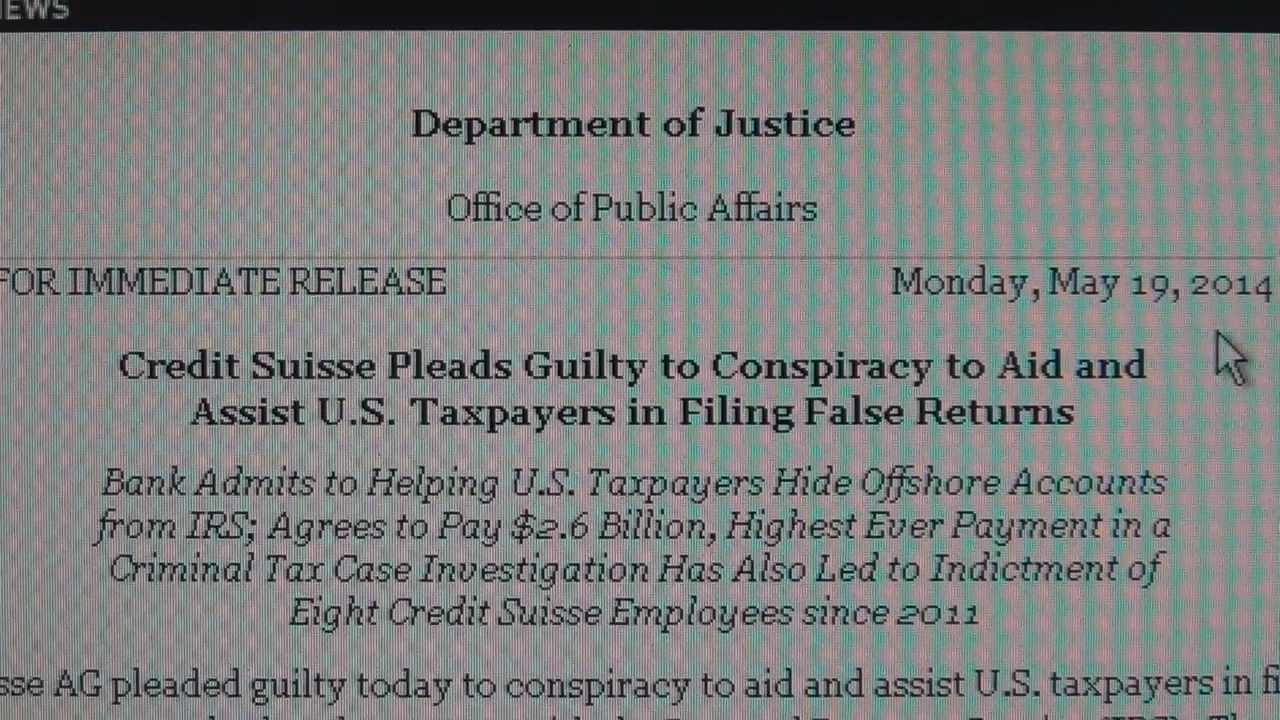 NEWS
Department of Justice
Office of Public Affairs
FOR IMMEDIATE RELEASE Monday, May 19, 2014
Credit Suisse Pleads Guilty to Conspiracy to Aid and
Assist U.S. Taxpayers in Filing False Returns
Bank Admits to Helping U.S. Taxpayers Hide Offshore Accounts
from IRS; Agrees to Pay $2.6 Billion, Highest Ever Payment in a
Criminal Tax Case Investigation Has Also Led to Indictment of
Eight Credit Suisse Employees since 2011
sse AG pleaded guilty today to conspiracy to aid and assist U.S. taxpayers in fi